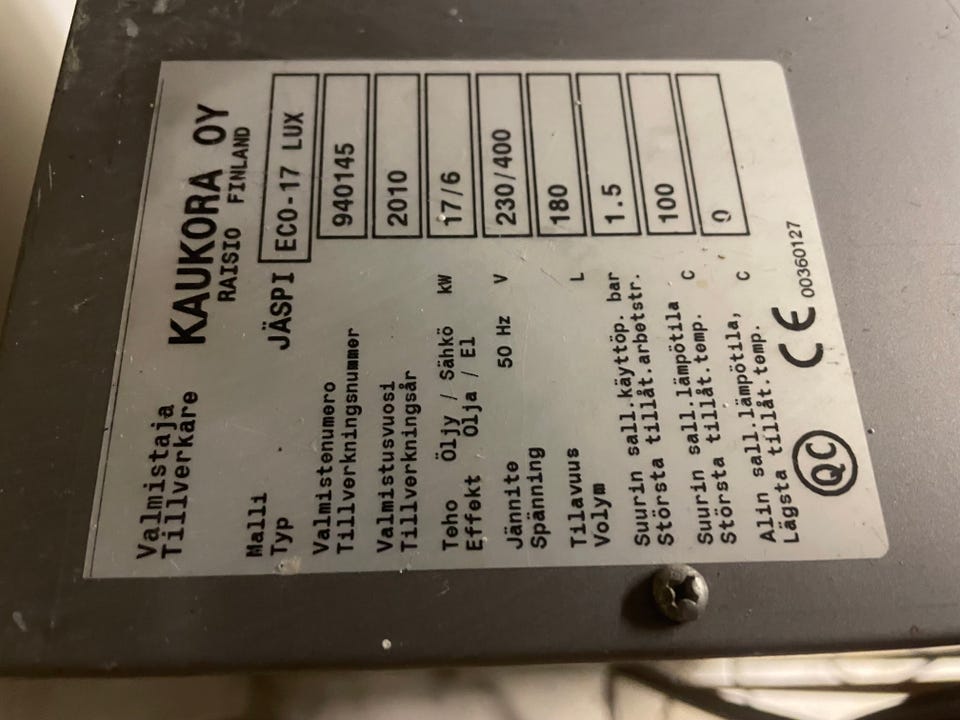 Valmistaja KAUKORA OY
Tillverkare RAISIO FINLAND
Malli JÄSPI ECO-17 LUX
Typ
Valmistenumero 940145
Tillverkningsnummer
Valmistusvuosi 2010
Tillverkningsår
Teho Öljy / Sähkö kW 17/6
Effekt Olja / El
Jännite 50 Hz V 230/400
Spänning
Tilavuus L 180
Volym
Suurin sall.käyttöp. bar 1.5
Största tillåt.arbetstr.
Suurin sall.lämpötila C 100
Största tillåt.temp.
Alin sall.lämpötila, C 0
Lägsta tillåt.temp.
QC CE 00360127